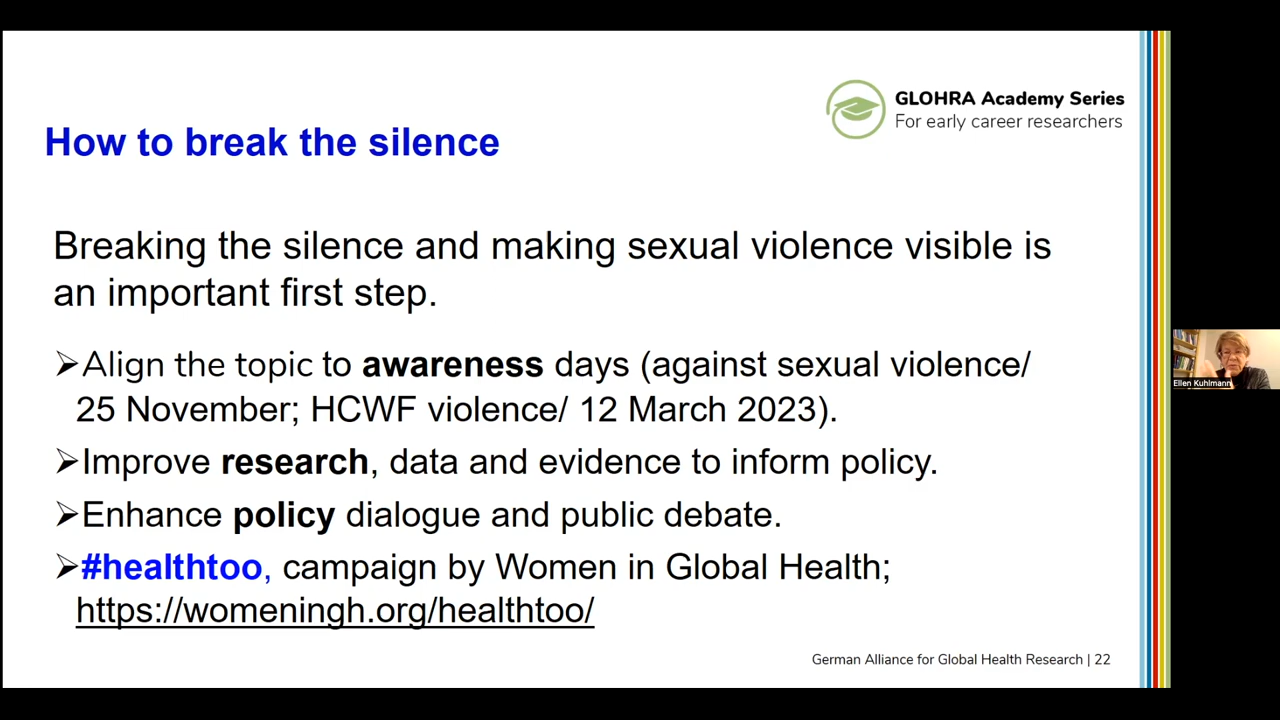 GLOHRA Academy Series
For early career researchers
How to break the silence
Breaking the silence and making sexual violence visible is
an important first step.
➢Align the topic to awareness days (against sexual violence/
25 November; HCWF violence/ 12 March 2023).
➢Improve research, data and evidence to inform policy.
➢Enhance policy dialogue and public debate.
➢#healthtoo, campaign by Women in Global Health;
https://womeningh.org/healthtoo/
German Alliance for Global Health Research | 22
Ellen Kuhlmann